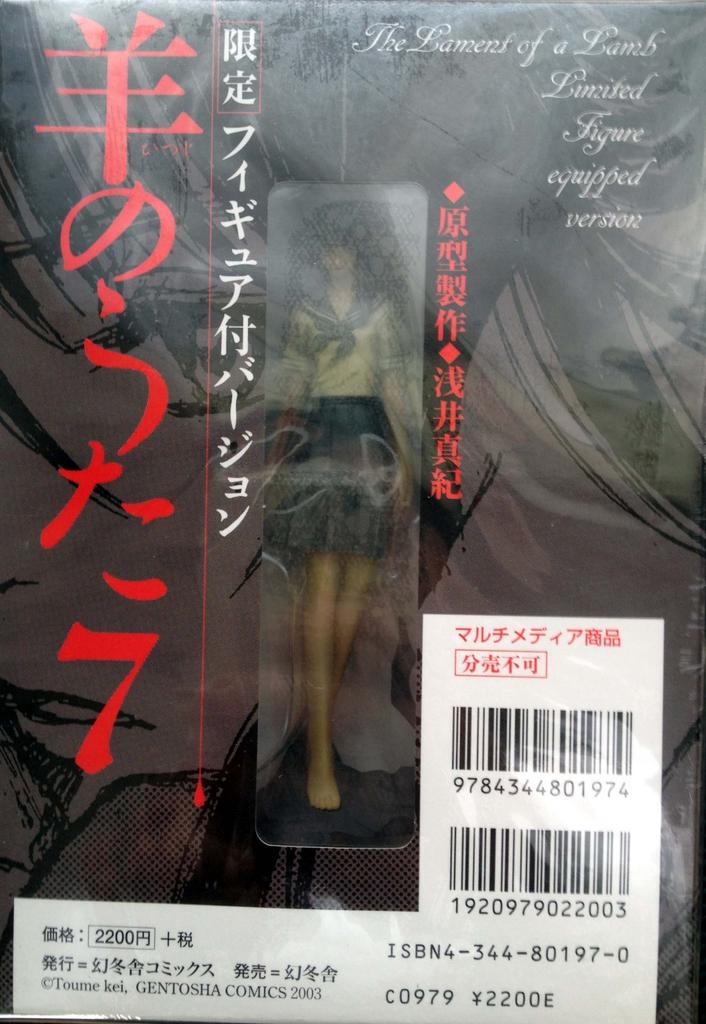 The Lament of a Lamb
Limited
Figure
equipped
version
限定 フィギュア付バージョン
羊のうた 7
ひつじ
◆原型製作◆浅井真紀
マルチメディア商品
分売不可
9784344801974
1920979022003
価格：2200円＋税
発行＝幻冬舎コミックス 発売＝幻冬舎
©Toume kei, GENTOSHA COMICS 2003
ISBN4-344-80197-0
C0979 ¥2200E